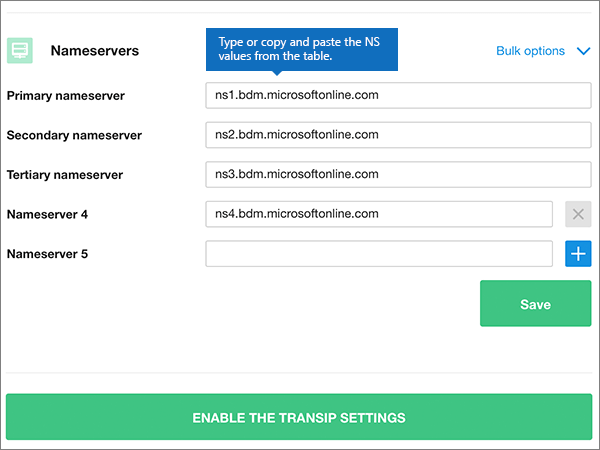 Type or copy and paste the NS
values from the table.
Nameservers
Bulk options
Primary nameserver
ns1.bdm.microsoftonline.com
Secondary nameserver
ns2.bdm.microsoftonline.com
Tertiary nameserver
ns3.bdm.microsoftonline.com
Nameserver 4
ns4.bdm.microsoftonline.com
Nameserver 5
Save
ENABLE THE TRANSIP SETTINGS